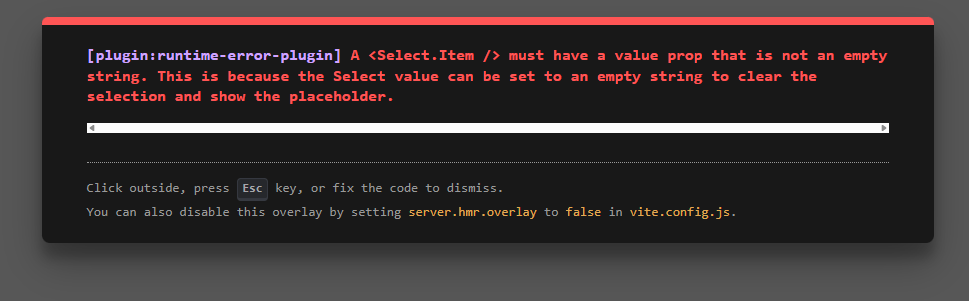 [plugin:runtime-error-plugin] A <Select.Item /> must have a value prop that is not an empty
string. This is because the Select value can be set to an empty string to clear the
selection and show the placeholder.
Click outside, press Esc key, or fix the code to dismiss.
You can also disable this overlay by setting server.hmr.overlay to false in vite.config.js.